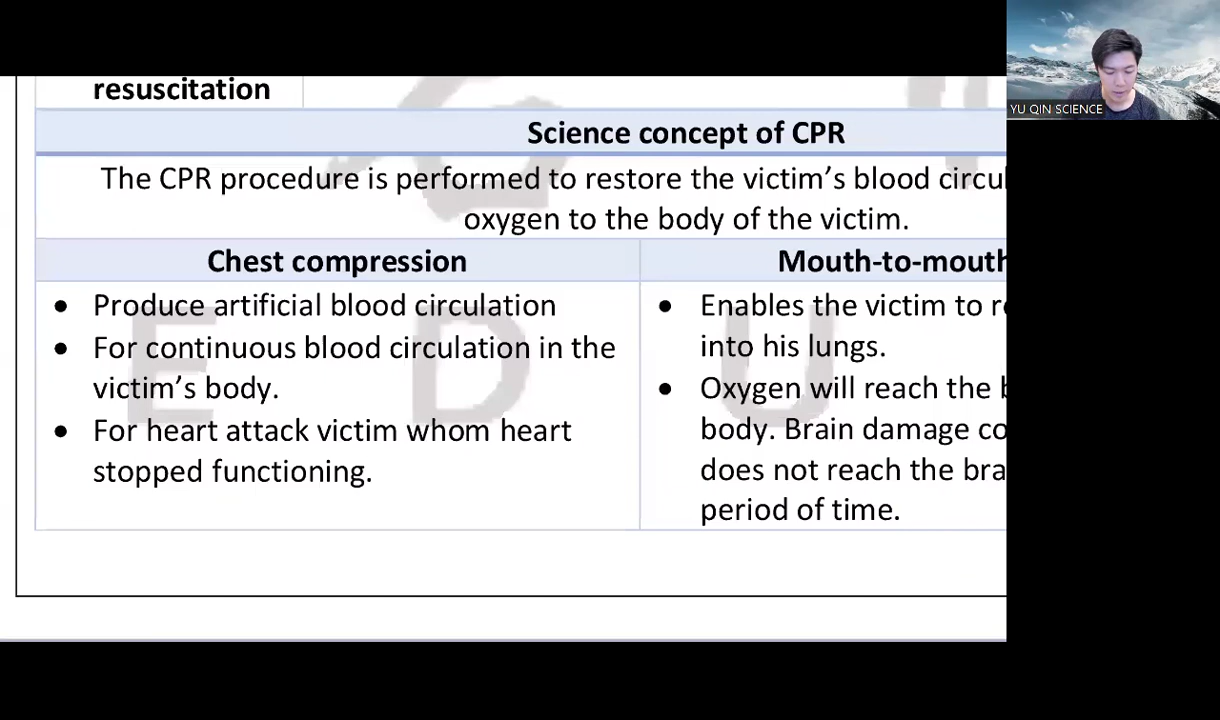 resuscitation
YU QIN SCIENCE
Science concept of CPR
The CPR procedure is performed to restore the victim's blood
oxygen to the body of the victim.
Chest compression
Mouth-to-mouth
• Produce artificial blood circulation
• For continuous blood circulation in the
victim's body.
• For heart attack victim whom heart
stopped functioning.
• Enables the victim to
into his lungs.
• Oxygen will reach the
body. Brain damage
does not reach the
period of time.
E D U